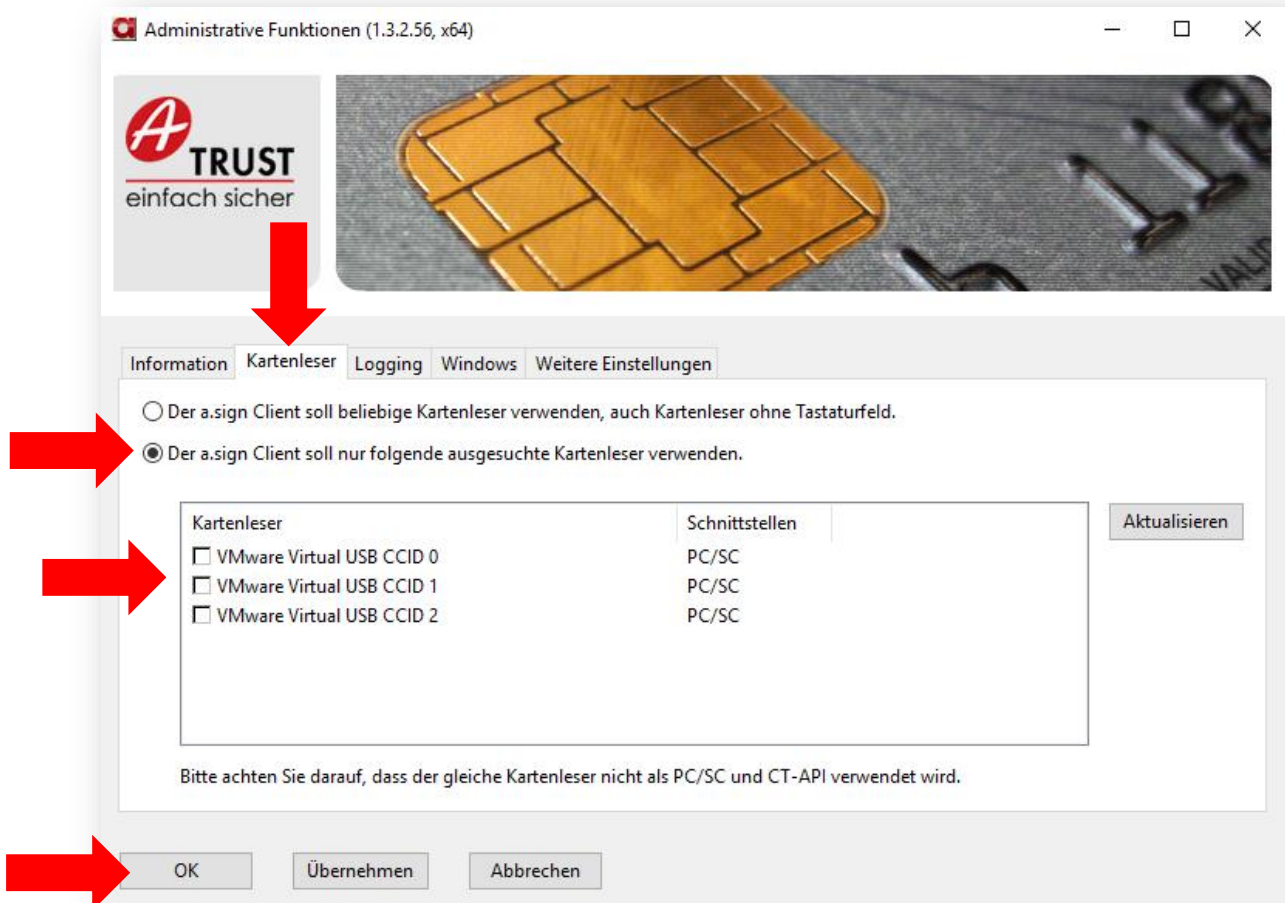 Administrative Funktionen (1.3.2.56, x64)
A
TRUST
einfach sicher
VALID
Information Kartenleser Logging Windows Weitere Einstellungen
Der a.sign Client soll beliebige Kartenleser verwenden, auch Kartenleser ohne Tastaturfeld.
Der a.sign Client soll nur folgende ausgesuchte Kartenleser verwenden.
Kartenleser Schnittstellen Aktualisieren
VMware Virtual USB CCID 0 PC/SC
VMware Virtual USB CCID 1 PC/SC
VMware Virtual USB CCID 2 PC/SC
Bitte achten Sie darauf, dass der gleiche Kartenleser nicht als PC/SC und CT-API verwendet wird.
OK Übernehmen Abbrechen